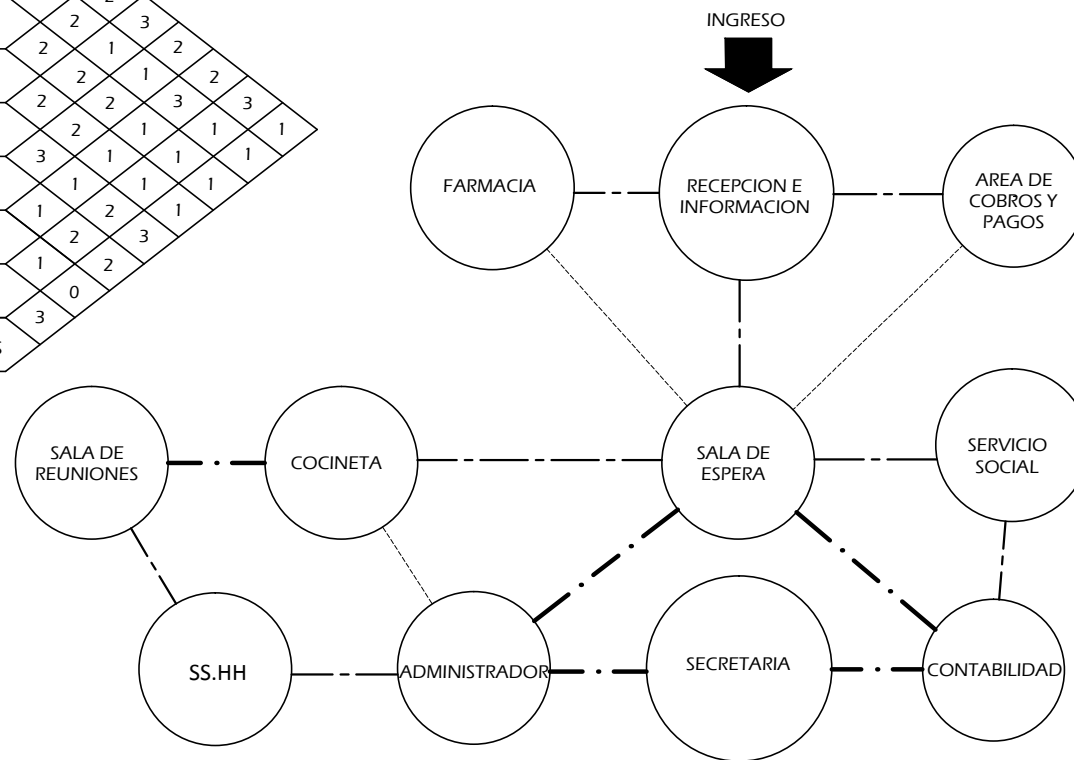 2
3
2
1
2
2
1
2
2
2
3
3
2
1
1
1
3
1
1
1
1
1
1
1
2
1
2
3
1
2
0
3
S
INGRESO
FARMACIA
RECEPCION E
INFORMACION
AREA DE
COBROS Y
PAGOS
SALA DE
REUNIONES
COCINETA
SALA DE
ESPERA
SERVICIO
SOCIAL
SS.HH
ADMINISTRADOR
SECRETARIA
CONTABILIDAD